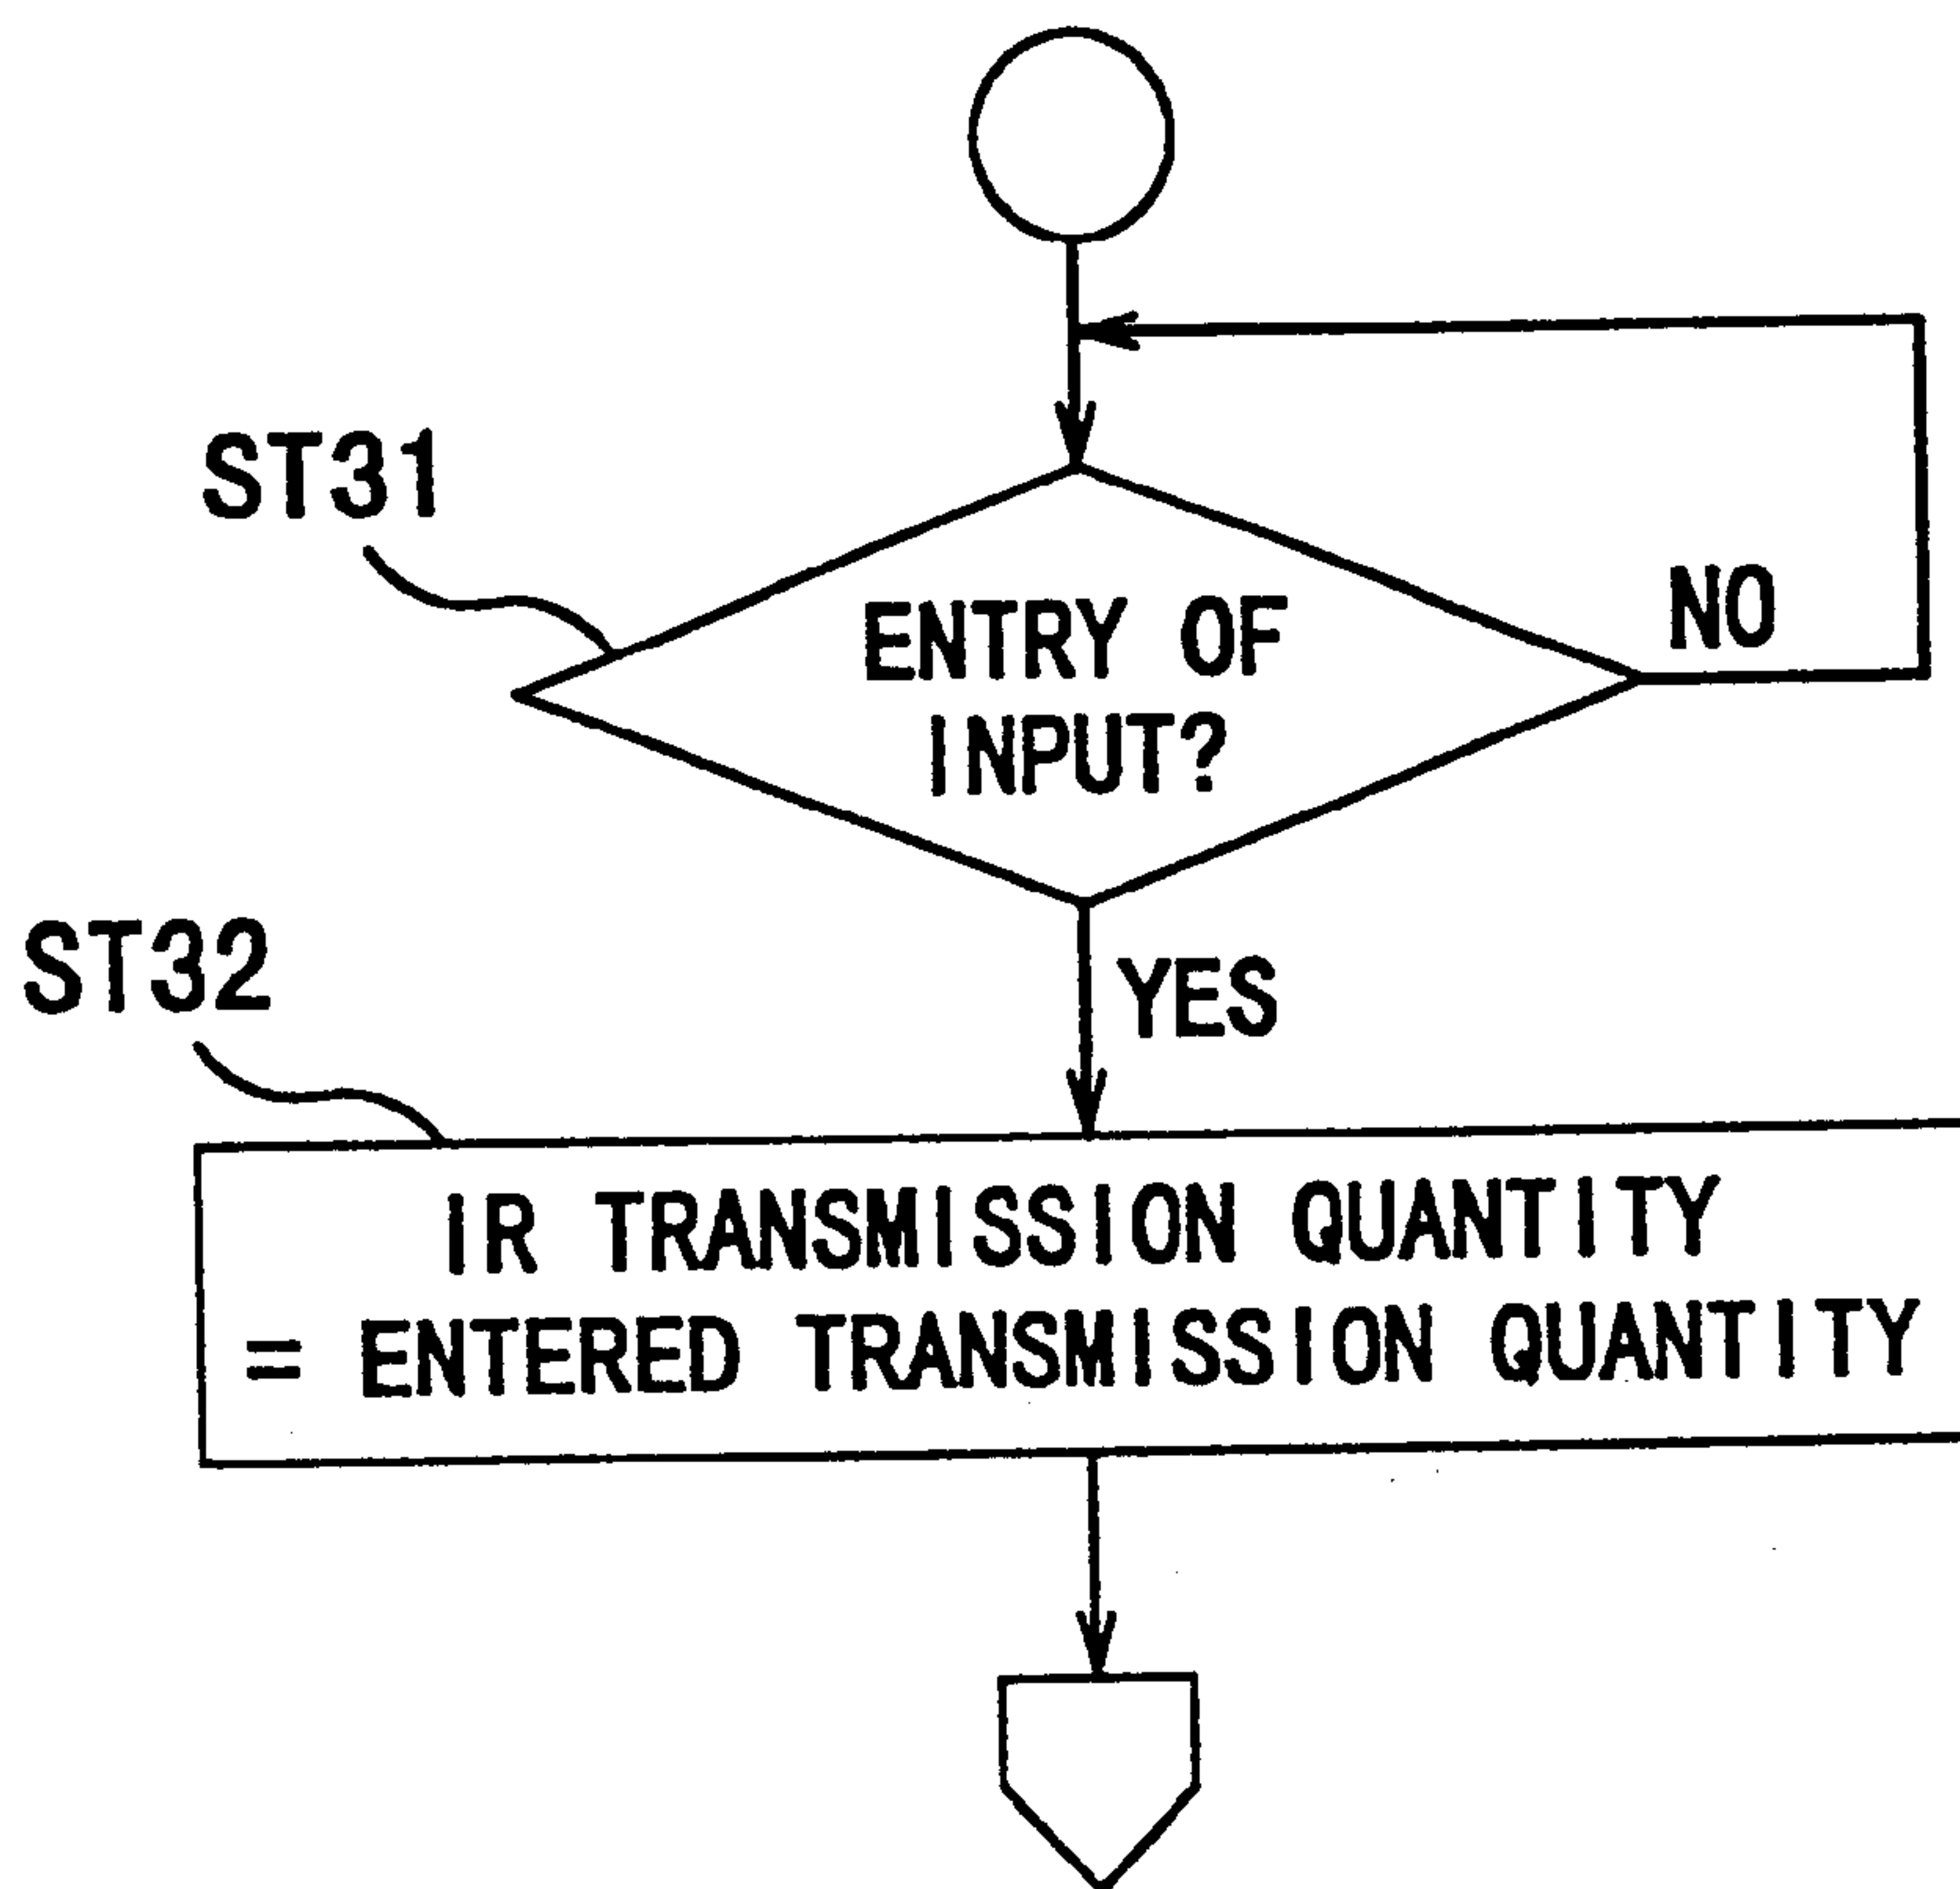 ST31
ENTRY OF
INPUT?
NO
YES
ST32
IR TRANSMISSION QUANTITY
= ENTERED TRANSMISSION QUANTITY